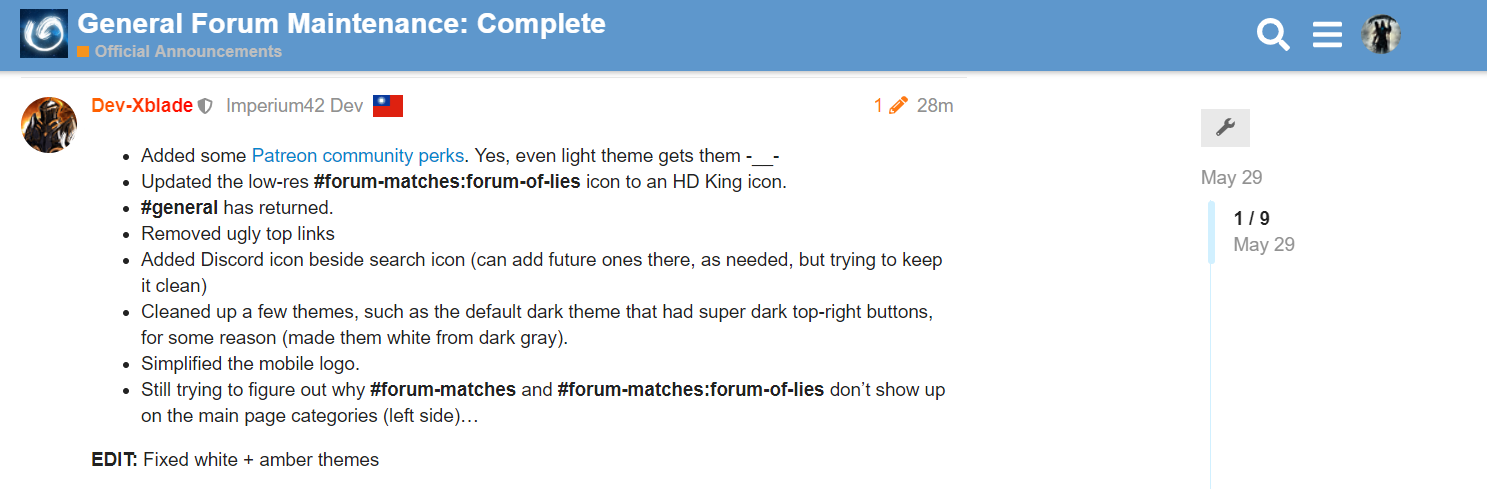 General Forum Maintenance: Complete
Official Announcements
Dev-Xblade Imperium42 Dev 1 28m
• Added some Patreon community perks. Yes, even light theme gets them -__-
• Updated the low-res #forum-matches:forum-of-lies icon to an HD King icon.
• #general has returned.
• Removed ugly top links
• Added Discord icon beside search icon (can add future ones there, as needed, but trying to keep
it clean)
• Cleaned up a few themes, such as the default dark theme that had super dark top-right buttons,
for some reason (made them white from dark gray).
• Simplified the mobile logo.
• Still trying to figure out why #forum-matches and #forum-matches:forum-of-lies don’t show up
on the main page categories (left side)…
EDIT: Fixed white + amber themes
May 29
1 / 9
May 29